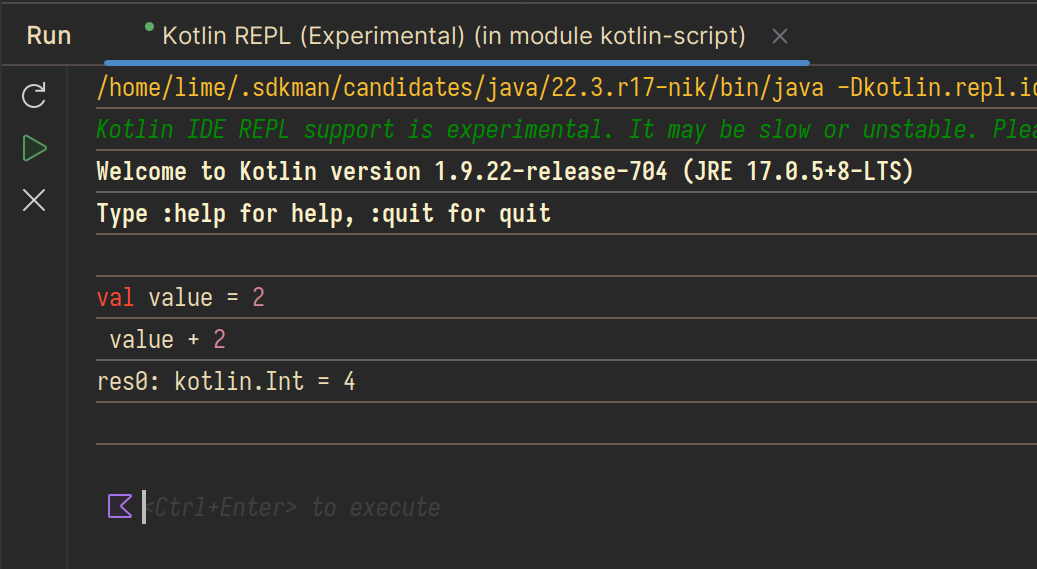 Run
Kotlin REPL (Experimental) (in module kotlin-script)
/home/lime/.sdkman/candidates/java/22.3.r17-nik/bin/java -Dkotlin.repl.i
Kotlin IDE REPL support is experimental. It may be slow or unstable. Plea
Welcome to Kotlin version 1.9.22-release-704 (JRE 17.0.5+8-LTS)
Type :help for help, :quit for quit
val value = 2
value + 2
res0: kotlin.Int = 4
<Ctrl+Enter> to execute